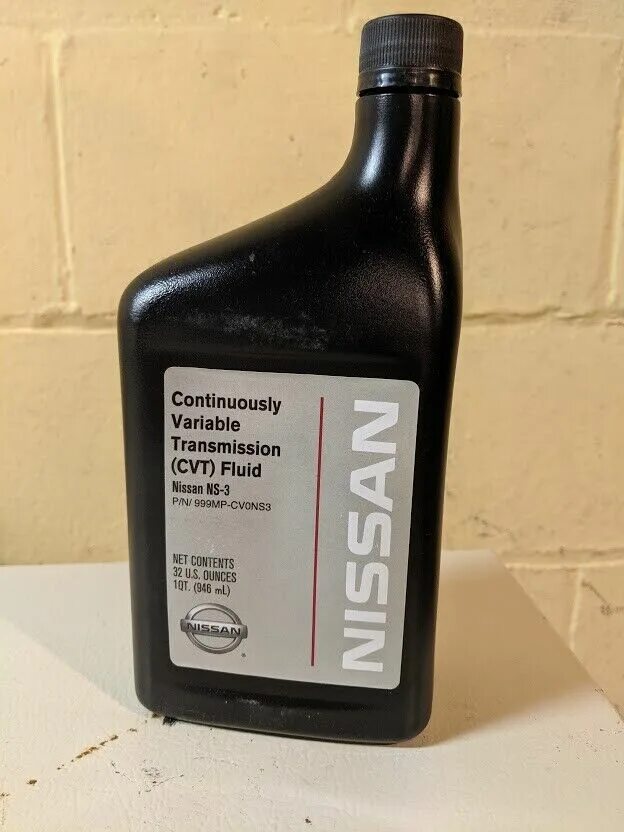 Continuously
Variable
Transmission
(CVT) Fluid
Nissan NS-3
P/N/ 999MP-CV0NS3
NET CONTENTS
32 U.S. OUNCES
1QT. (946 mL)
NISSAN
®
NISSAN